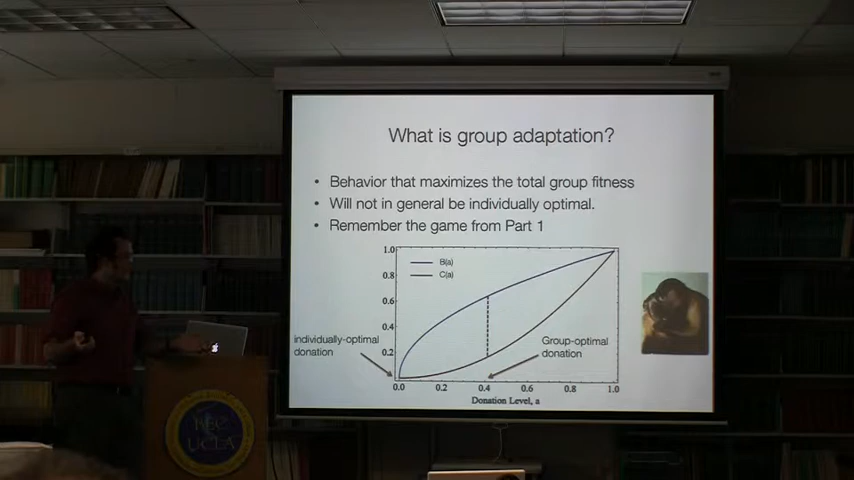 What is group adaptation?
• Behavior that maximizes the total group fitness
• Will not in general be individually optimal.
• Remember the game from Part 1
1.0
B(a)
C(a)
0.8
0.6
0.4
0.2
individually-optimal
donation
Group-optimal
donation
0.0 0.2 0.4 0.6 0.8 1.0
Donation Level, a
UCLA